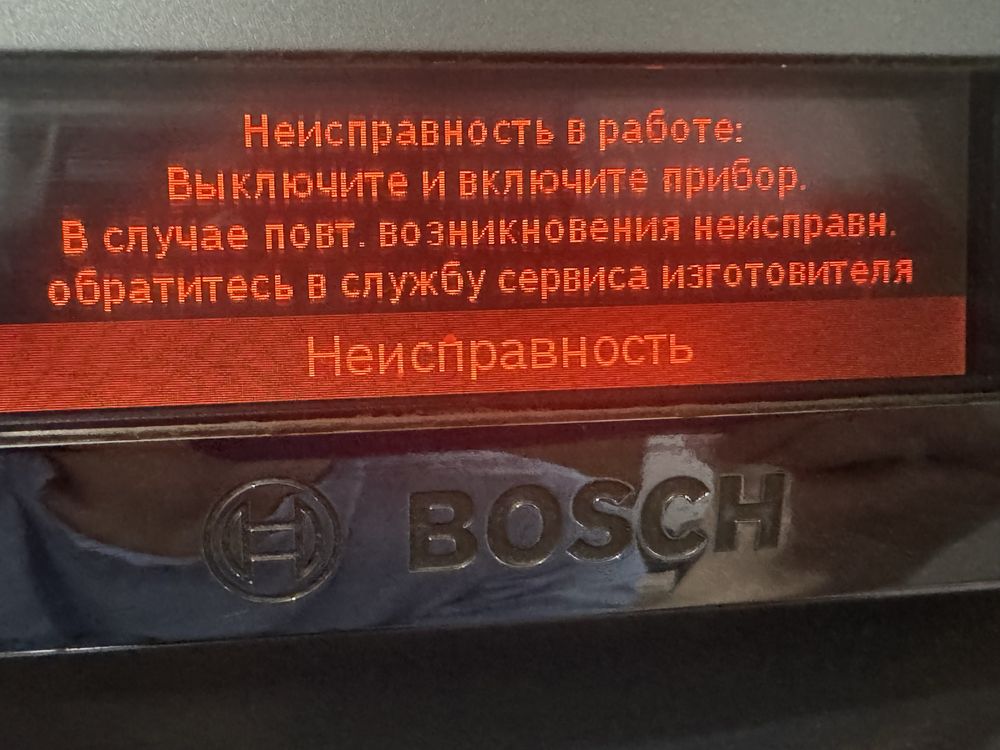 Неисправность в работе:
Выключите и включите прибор.
В случае повт. возникновения неисправн.
обратитесь в службу сервиса изготовителя
Неисправность
BOSCH